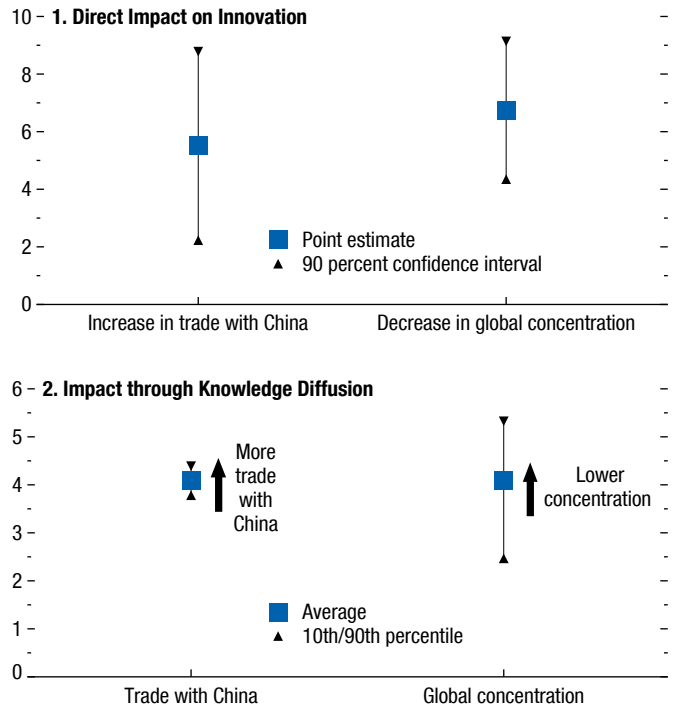 1. Direct Impact on Innovation
10
8
6
4
2
0
Point estimate
90 percent confidence interval
Increase in trade with China
Decrease in global concentration
2. Impact through Knowledge Diffusion
6
5
4
3
2
1
0
More
trade
with
China
Lower
concentration
Average
10th/90th percentile
Trade with China
Global concentration